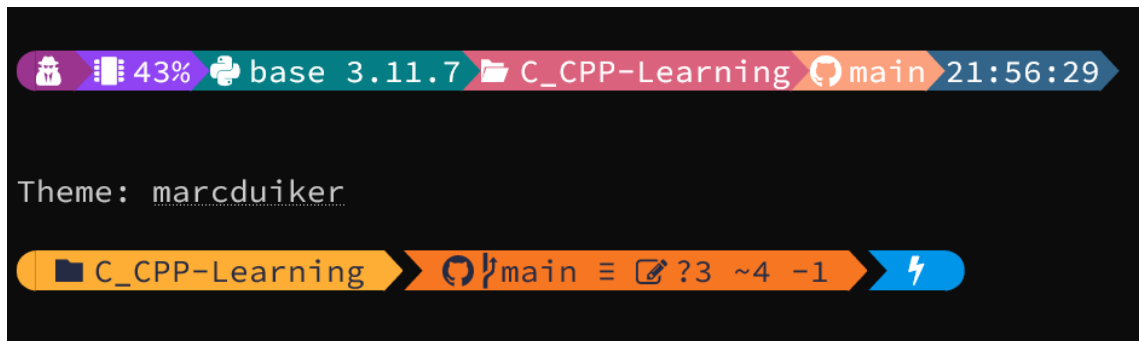 43% base 3.11.7 C_CPP-Learning main 21:56:29
Theme: marcduiker
C_CPP-Learning main ≡ ?3 ~4 -1